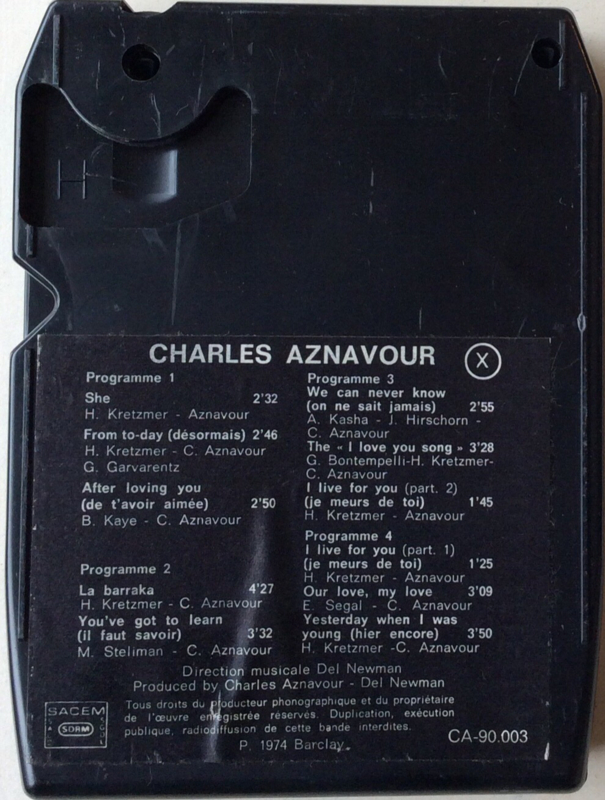 H
CHARLES AZNAVOUR X
Programme 1
She 2'32
H. Kretzmer - Aznavour
From to-day (désormais) 2'46
H. Kretzmer - C. Aznavour
G. Garvarentz
After loving you
(de t'avoir aimée) 2'50
B. Kaye - C. Aznavour
Programme 2
La barraka 4'27
H. Kretzmer - C. Aznavour
You've got to learn
(il faut savoir) 3'32
M. Stellman - C. Aznavour
Programme 3
We can never know
(on ne sait jamais) 2'55
A. Kasha - J. Hirschorn -
C. Aznavour
The « I love you song » 3'28
G. Bontempelli-H. Kretzmer-
C. Aznavour
I live for you (part. 2)
(je meurs de toi) 1'45
H. Kretzmer - Aznavour
Programme 4
I live for you (part. 1)
(je meurs de toi) 1'25
H. Kretzmer - Aznavour
Our love, my love 3'09
E. Segal - C. Aznavour
Yesterday when I was
young (hier encore) 3'50
H. Kretzmer -C. Aznavour
Direction musicale Del Newman
Produced by Charles Aznavour - Del Newman
SACEM
SDRM
Tous droits du producteur phonographique et du propriétaire
de l'œuvre enregistrée réservés. Duplication, exécution
publique, radiodiffusion de cette bande interdites.
P. 1974 Barclay
CA-90.003